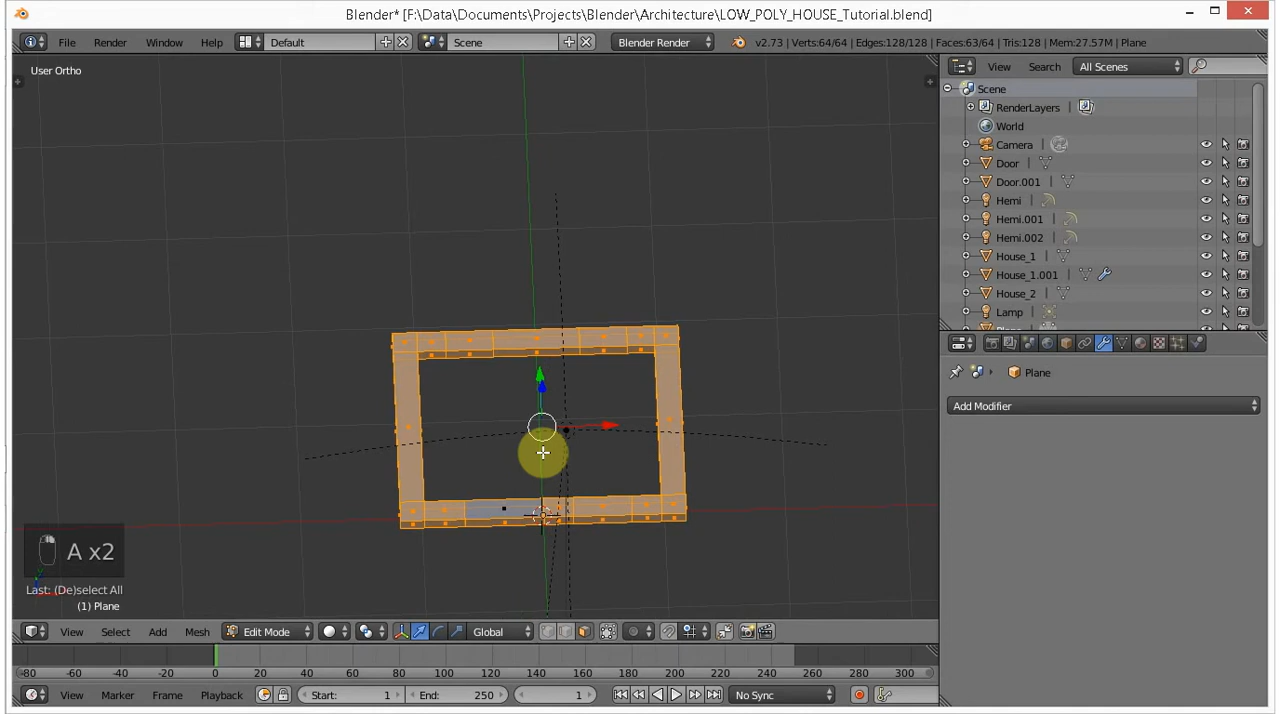 Blender* [F:\Data\Documents\Projects\Blender\Architecture\LOW_POLY_HOUSE_Tutorial.blend]
File Render Window Help Default Scene Blender Render v2.73 | Verts:64/64 | Edges:128/128 | Faces:63/64 | Tris:128 | Mem:27.57M | Plane
User Ortho
View Search All Scenes
Scene
RenderLayers
World
Camera
Door
Door.001
Hemi
Hemi.001
Hemi.002
House_1
House_1.001
House_2
Lamp
Plane
Add Modifier
A x2
Last: (De)select All
(1) Plane
View Select Add Mesh Edit Mode Global
-80 -60 -40 -20 0 20 40 60 80 100 120 140 160 180 200 220 240 260 280 300
View Marker Frame Playback Start: 1 End: 250 1 No Sync